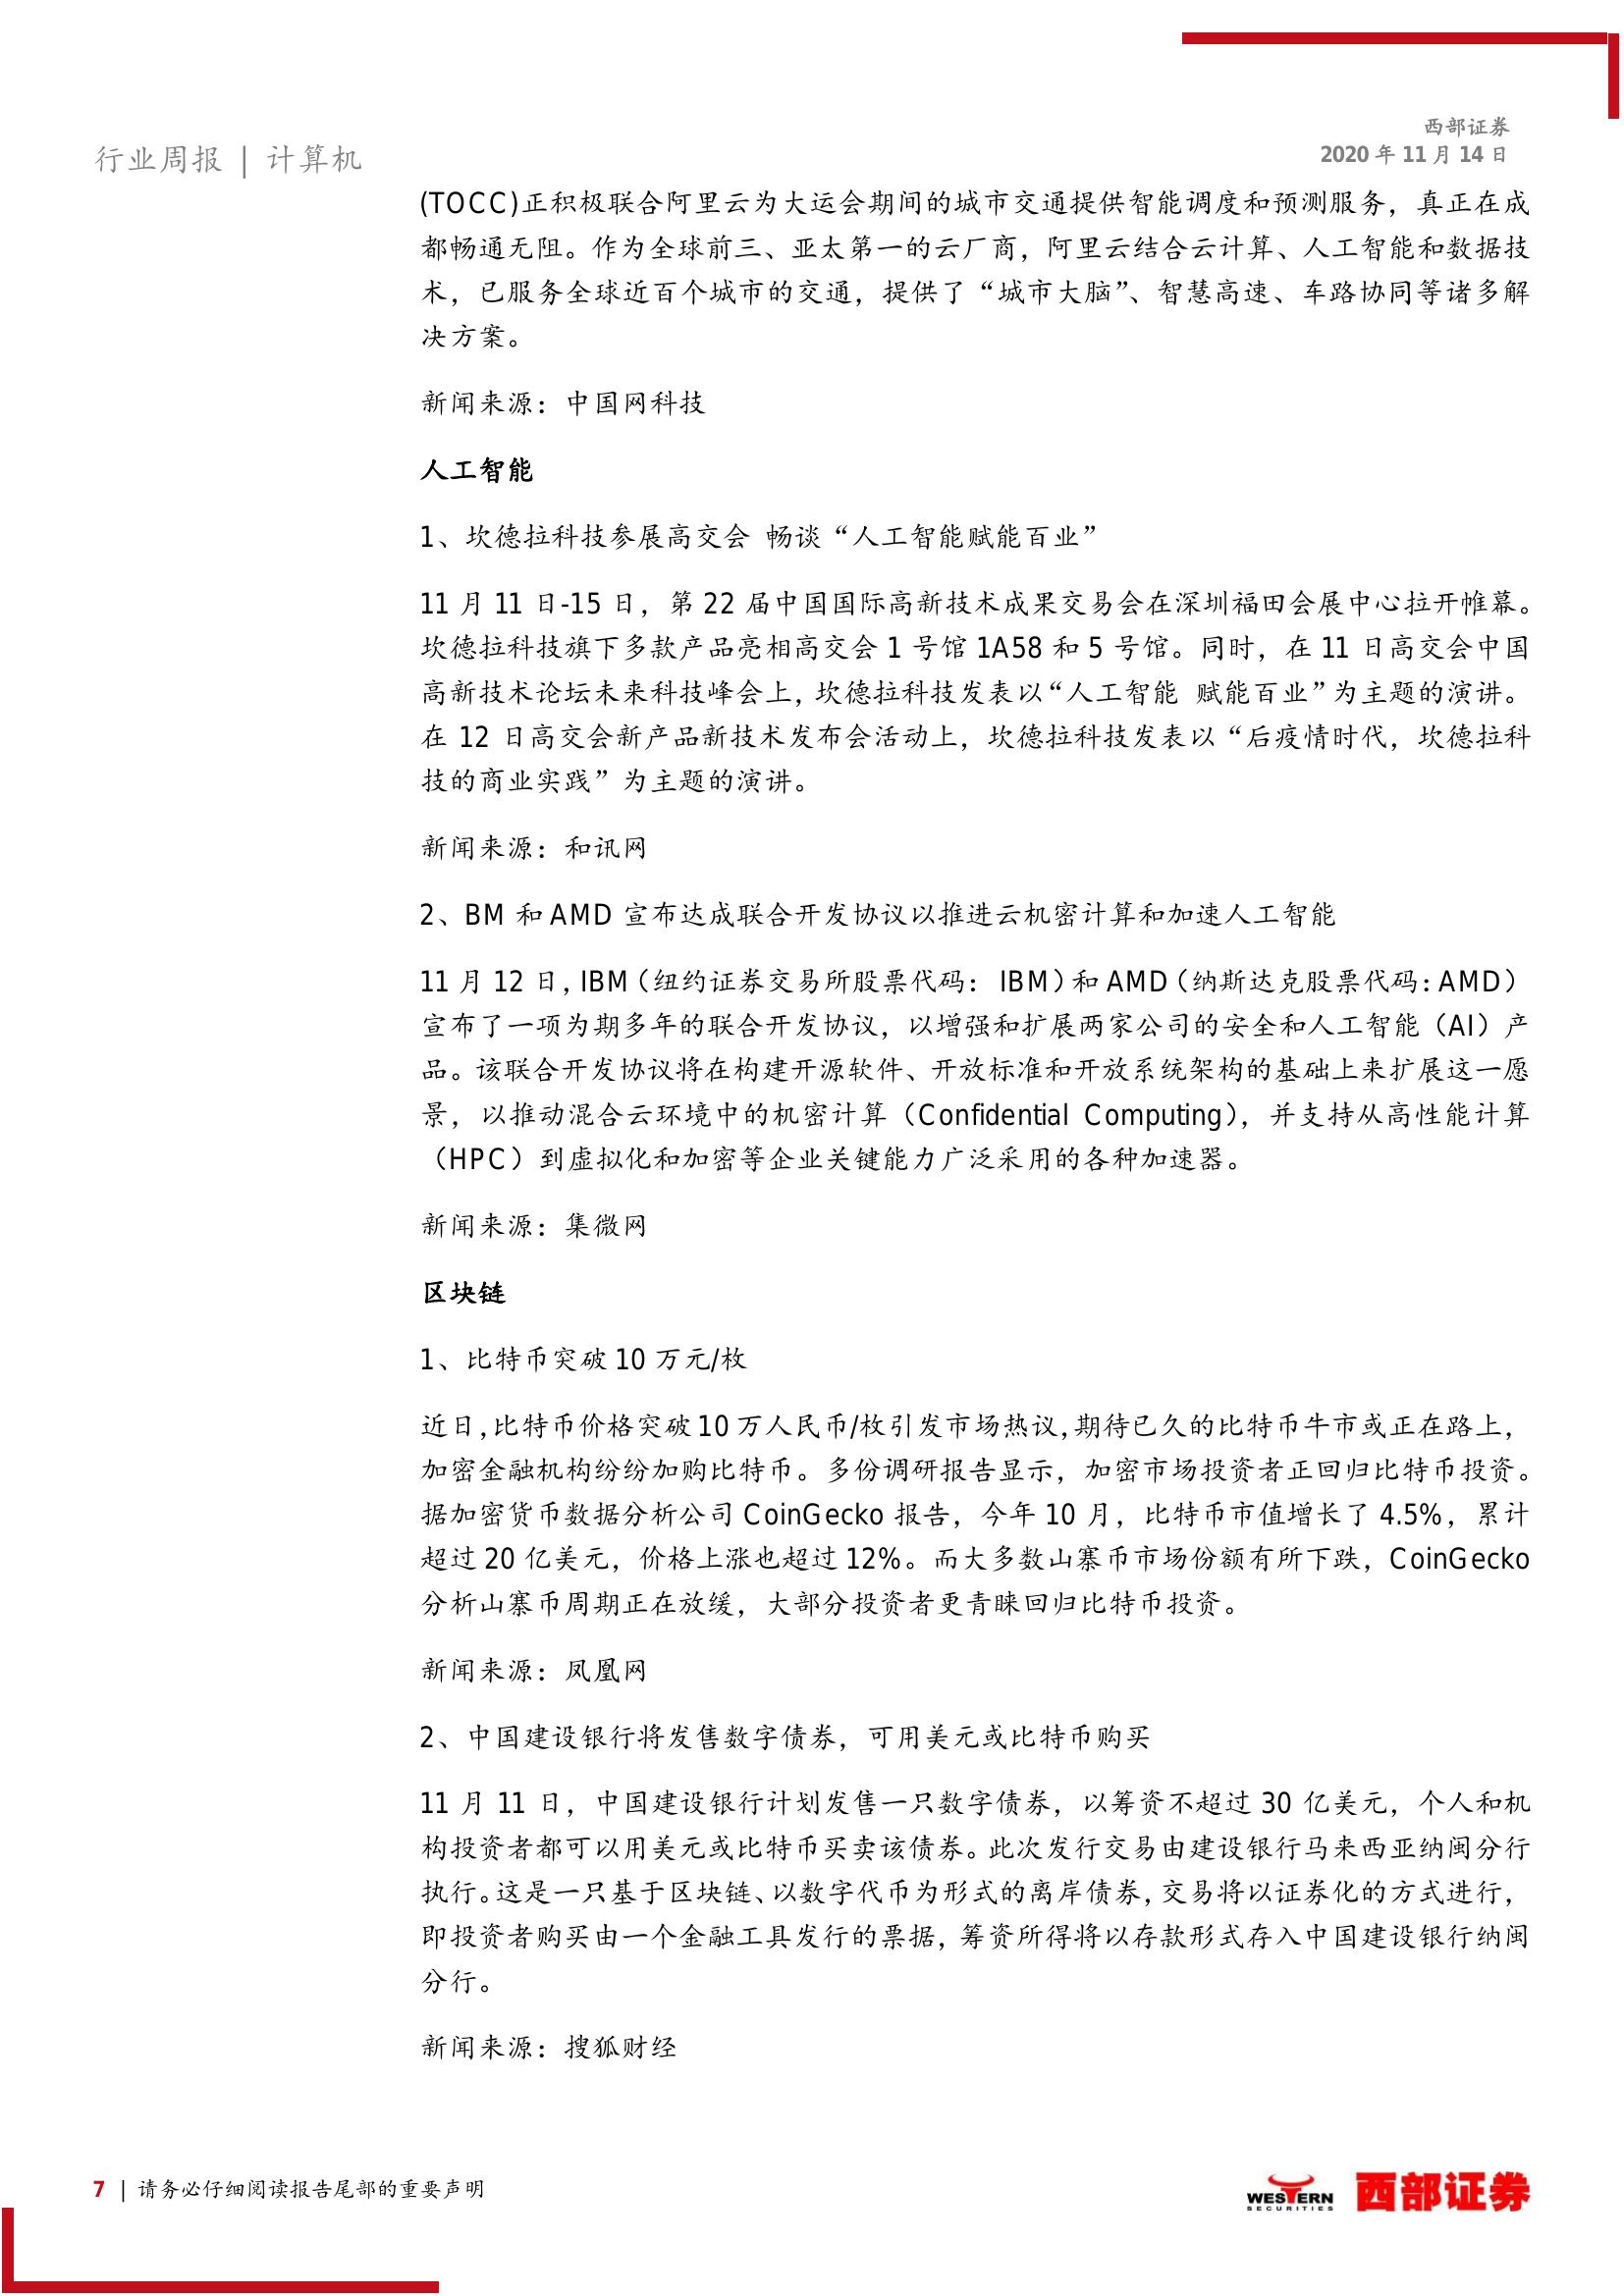 西部证券
2020 年 11 月 14 日
行业周报 | 计算机
(TOCC)正积极联合阿里云为大运会期间的城市交通提供智能调度和预测服务，真正在成
都畅通无阻。作为全球前三、亚太第一的云厂商，阿里云结合云计算、人工智能和数据技
术，已服务全球近百个城市的交通，提供了“城市大脑”、智慧高速、车路协同等诸多解
决方案。
新闻来源：中国网科技
人工智能
1、坎德拉科技参展高交会 畅谈“人工智能赋能百业”
11 月 11 日-15 日，第 22 届中国国际高新技术成果交易会在深圳福田会展中心拉开帷幕。
坎德拉科技旗下多款产品亮相高交会 1 号馆 1A58 和 5 号馆。同时，在 11 日高交会中国
高新技术论坛未来科技峰会上，坎德拉科技发表以“人工智能 赋能百业”为主题的演讲。
在 12 日高交会新产品新技术发布会活动上，坎德拉科技发表以“后疫情时代，坎德拉科
技的商业实践”为主题的演讲。
新闻来源：和讯网
2、BM 和 AMD 宣布达成联合开发协议以推进云机密计算和加速人工智能
11 月 12 日，IBM（纽约证券交易所股票代码： IBM）和 AMD（纳斯达克股票代码：AMD）
宣布了一项为期多年的联合开发协议，以增强和扩展两家公司的安全和人工智能（AI）产
品。该联合开发协议将在构建开源软件、开放标准和开放系统架构的基础上来扩展这一愿
景，以推动混合云环境中的机密计算（Confidential Computing），并支持从高性能计算
（HPC）到虚拟化和加密等企业关键能力广泛采用的各种加速器。
新闻来源：集微网
区块链
1、比特币突破 10 万元/枚
近日，比特币价格突破 10 万人民币/枚引发市场热议，期待已久的比特币牛市或正在路上，
加密金融机构纷纷加购比特币。多份调研报告显示，加密市场投资者正回归比特币投资。
据加密货币数据分析公司 CoinGecko 报告，今年 10 月，比特币市值增长了 4.5%，累计
超过 20 亿美元，价格上涨也超过 12%。而大多数山寨币市场份额有所下跌，CoinGecko
分析山寨币周期正在放缓，大部分投资者更青睐回归比特币投资。
新闻来源：凤凰网
2、中国建设银行将发售数字债券，可用美元或比特币购买
11 月 11 日，中国建设银行计划发售一只数字债券，以筹资不超过 30 亿美元，个人和机
构投资者都可以用美元或比特币买卖该债券。此次发行交易由建设银行马来西亚纳闽分行
执行。这是一只基于区块链、以数字代币为形式的离岸债券，交易将以证券化的方式进行，
即投资者购买由一个金融工具发行的票据，筹资所得将以存款形式存入中国建设银行纳闽
分行。
新闻来源：搜狐财经
7 | 请务必仔细阅读报告尾部的重要声明
WESTERN
SECURITIES
西部证券